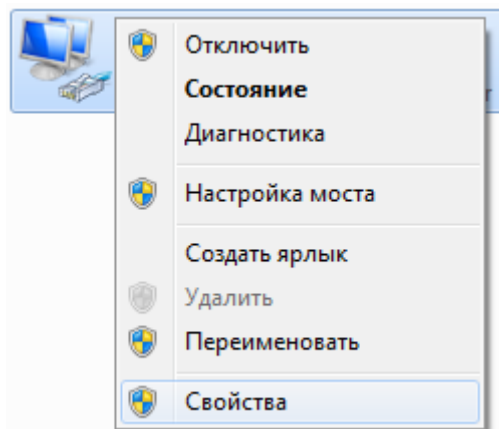 Отключить
Состояние
Диагностика
Настройка моста
Создать ярлык
Удалить
Переименовать
Свойства